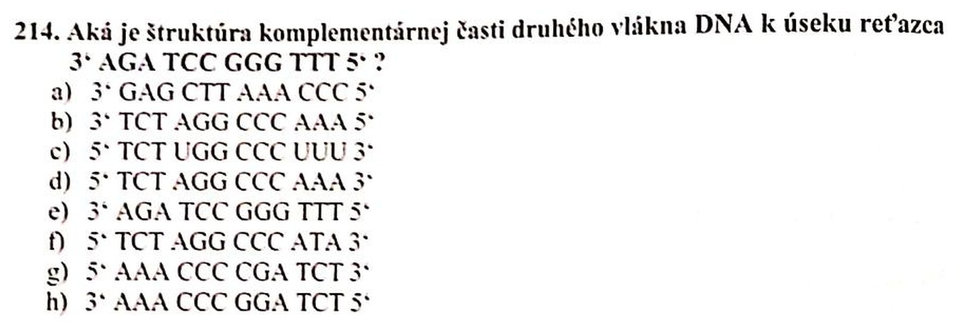 214. Aká je štruktúra komplementárnej časti druhého vlákna DNA k úseku reťazca
3‘ AGA TCC GGG TTT 5‘ ?
a) 3‘ GAG CTT AAA CCC 5‘
b) 3‘ TCT AGG CCC AAA 5‘
c) 5‘ TCT UGG CCC UUU 3‘
d) 5‘ TCT AGG CCC AAA 3‘
e) 3‘ AGA TCC GGG TTT 5‘
f) 5‘ TCT AGG CCC ATA 3‘
g) 5‘ AAA CCC CGA TCT 3‘
h) 3‘ AAA CCC GGA TCT 5‘